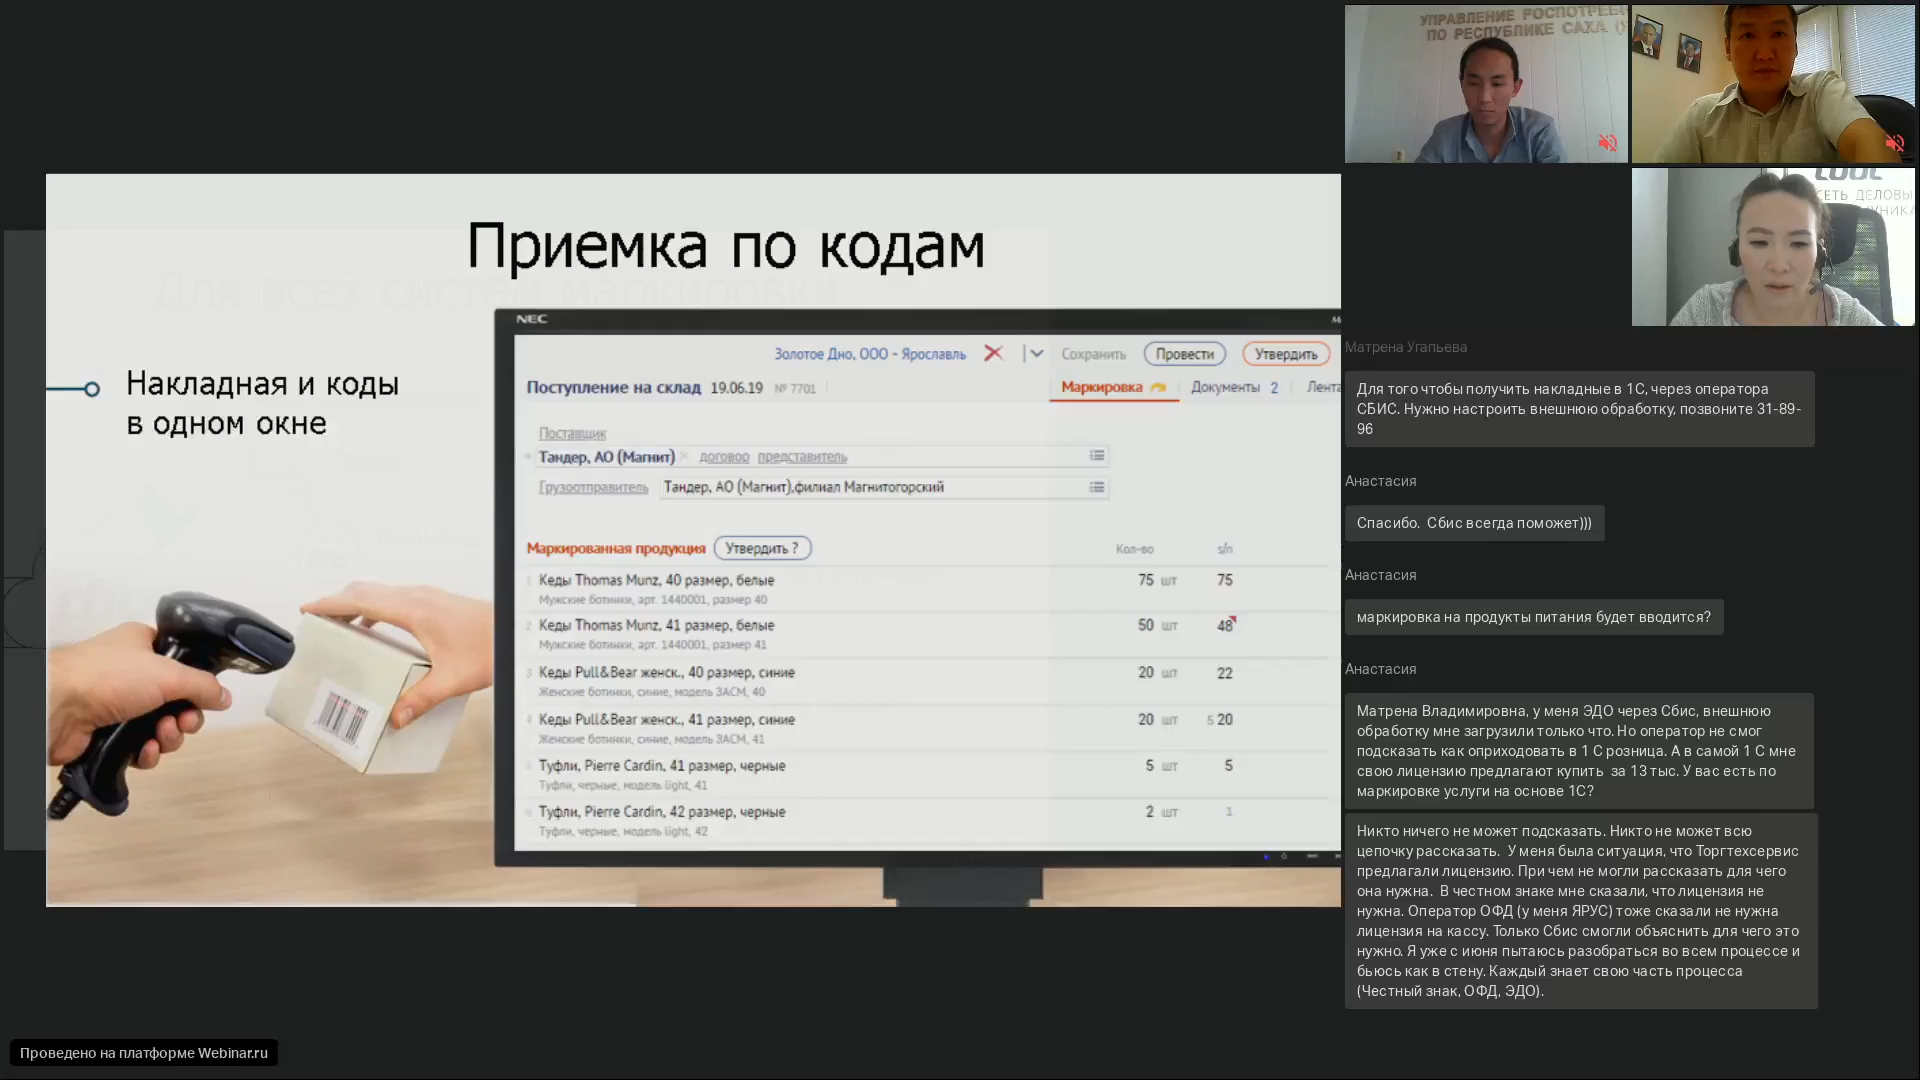 УПРАВЛЕНИЕ РОСПОТРЕБ
ПО РЕСПУБЛИКЕ САХА (
СЕТЬ ДЕЛОВЫ
Приемка по кодам
Для всех систем маркировки
Накладная и коды
в одном окне
NEC
Золотое Дно, ООО - Ярославль
Сохранить
Провести
Утвердить
Поступление на склад 19.06.19 № 7701
Маркировка
Документы 2
Лента
Поставщик
Тандер, АО (Магнит) договор представитель
Грузоотправитель Тандер, АО (Магнит),филиал Магнитогорский
Маркированная продукция Утвердить ? Кол-во s/n
1 Кеды Thomas Munz, 40 размер, белые 75 шт 75
Мужские ботинки, арт. 1440001, размер 40
2 Кеды Thomas Munz, 41 размер, белые 50 шт 48
Мужские ботинки, арт. 1440001, размер 41
3 Кеды Pull&Bear женск., 40 размер, синие 20 шт 22
Женские ботинки, синие, модель ЗАСМ, 40
4 Кеды Pull&Bear женск., 41 размер, синие 20 шт 5 20
Женские ботинки, синие, модель ЗАСМ, 41
Туфли, Pierre Cardin, 41 размер, черные 5 шт 5
Туфли, черные, модель light, 41
Туфли, Pierre Cardin, 42 размер, черные 2 шт 1
Туфли, черные, модель light, 42
Матрена Угапьева
Для того чтобы получить накладные в 1С, через оператора
СБИС. Нужно настроить внешнюю обработку, позвоните 31-89-
96
Анастасия
Спасибо. Сбис всегда поможет)))
Анастасия
маркировка на продукты питания будет вводится?
Анастасия
Матрена Владимировна, у меня ЭДО через Сбис, внешнюю
обработку мне загрузили только что. Но оператор не смог
подсказать как оприходовать в 1 С розница. А в самой 1 С мне
свою лицензию предлагают купить за 13 тыс. У вас есть по
маркировке услуги на основе 1С?
Никто ничего не может подсказать. Никто не может всю
цепочку рассказать. У меня была ситуация, что Торгтехсервис
предлагали лицензию. При чем не могли рассказать для чего
она нужна. В честном знаке мне сказали, что лицензия не
нужна. Оператор ОФД (у меня ЯРУС) тоже сказали не нужна
лицензия на кассу. Только Сбис смогли объяснить для чего это
нужно. Я уже с июня пытаюсь разобраться во всем процессе и
бьюсь как в стену. Каждый знает свою часть процесса
(Честный знак, ОФД, ЭДО).
Проведено на платформе Webinar.ru